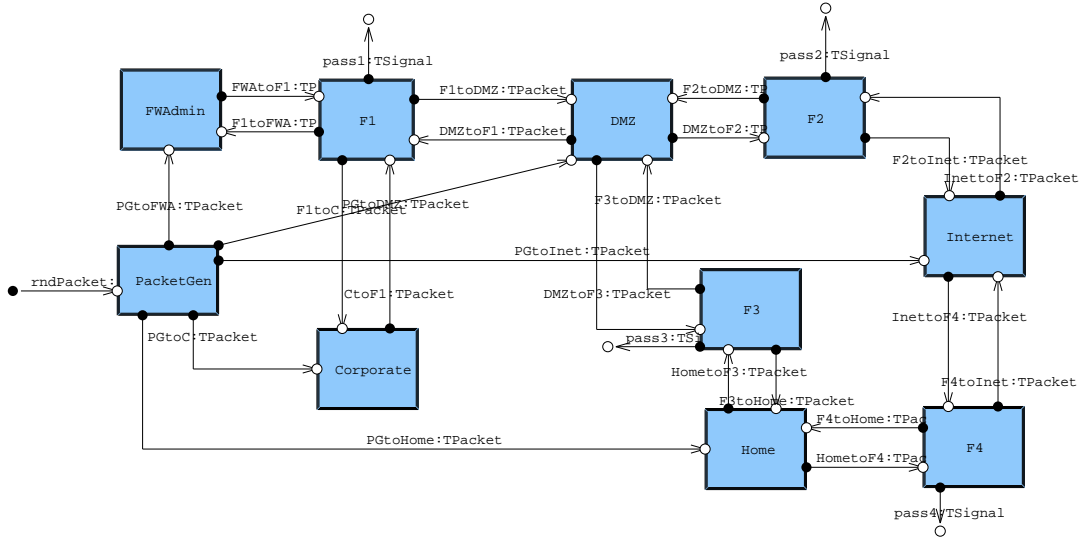 pass1:TSignal
pass2:TSignal
FWAdmin
FWAtoF1:TP
F1
F1toDMZ:TPacket
DMZ
F2toDMZ:TP
F2
F1toFWA:TP
DMZtoF1:TPacket
DMZtoF2:TP
F2toInet:TPacket
InettoF2:TPacket
PGtoFWA:TPacket
F1toC:TPacket
PGtoDMZ:TPacket
F3toDMZ:TPacket
Internet
PGtoInet:TPacket
rndPacket:
PacketGen
CtoF1:TPacket
DMZtoF3:TPacket
F3
InettoF4:TPacket
PGtoC:TPacket
pass3:TSi
Corporate
HometoF3:TPacket
F4toInet:TPacket
F3toHome:TPacket
F4toHome:TPac
PGtoHome:TPacket
Home
F4
HometoF4:TPac
pass4:TSignal